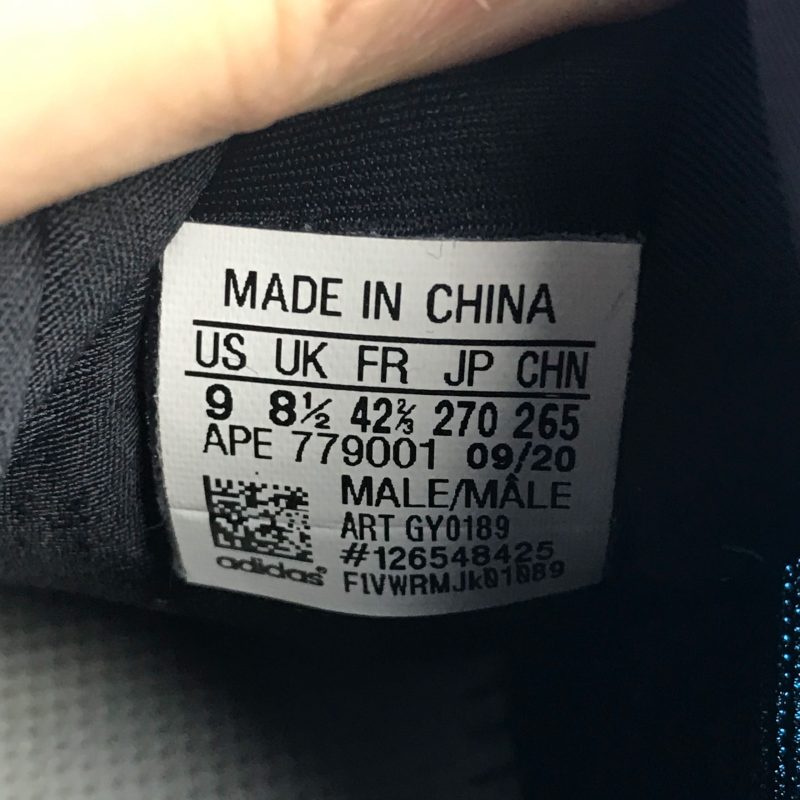 MADE IN CHINA
US UK FR JP CHN
9 8½ 42⅔ 270 265
APE 779001 09/20
MALE/MÂLE
ART GY0189
#126548425
adidas® F1VWRMJk01089